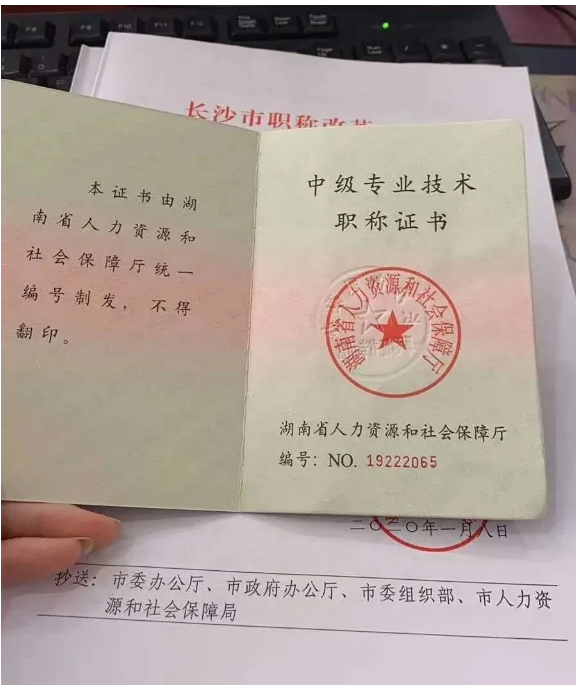 长沙市职称改革
本证书由湖
南省人力资源和
社会保障厅统一
编号制发，不得
翻印。
中级专业技术
职称证书
湖南省人力资源和社会保障厅
湖南省人力资源和社会保障厅
编号：NO. 19222065
二〇二〇年一月八日
抄送：市委办公厅、市政府办公厅、市委组织部、市人力资
源和社会保障局